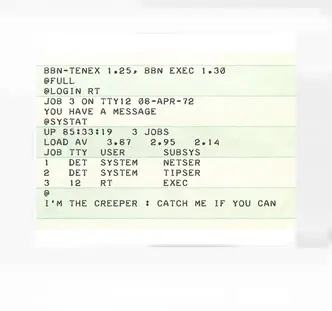 BBN-TENEX 1.25, BBN EXEC 1.30
@FULL
@LOGIN RT
JOB 3 ON TTY12 08-APR-72
YOU HAVE A MESSAGE
@SYSTAT
UP 85:33:19   3 JOBS
LOAD AV   3.87   2.95   2.14
JOB TTY  USER      SUBSYS
1   DET  SYSTEM    NETSER
2   DET  SYSTEM    TIPSER
3   12   RT        EXEC
@
I'M THE CREEPER : CATCH ME IF YOU CAN